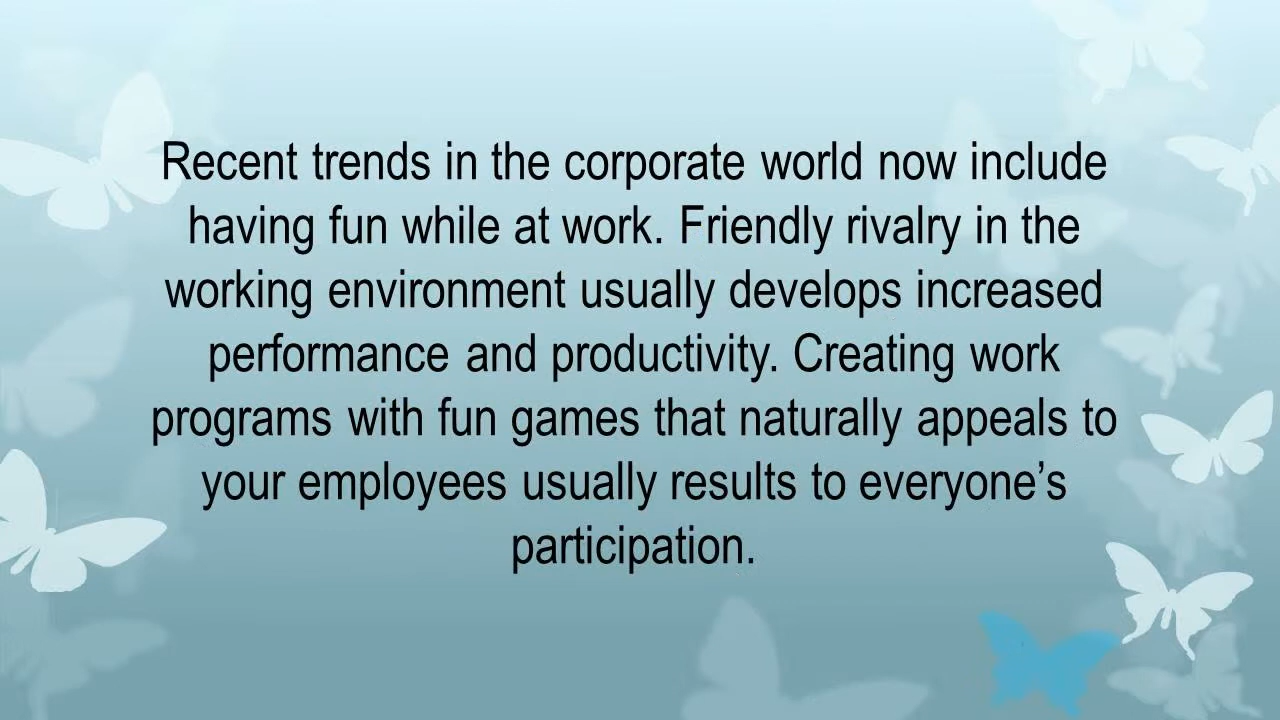 Recent trends in the corporate world now include
having fun while at work. Friendly rivalry in the
working environment usually develops increased
performance and productivity. Creating work
programs with fun games that naturally appeals to
your employees usually results to everyone’s
participation.